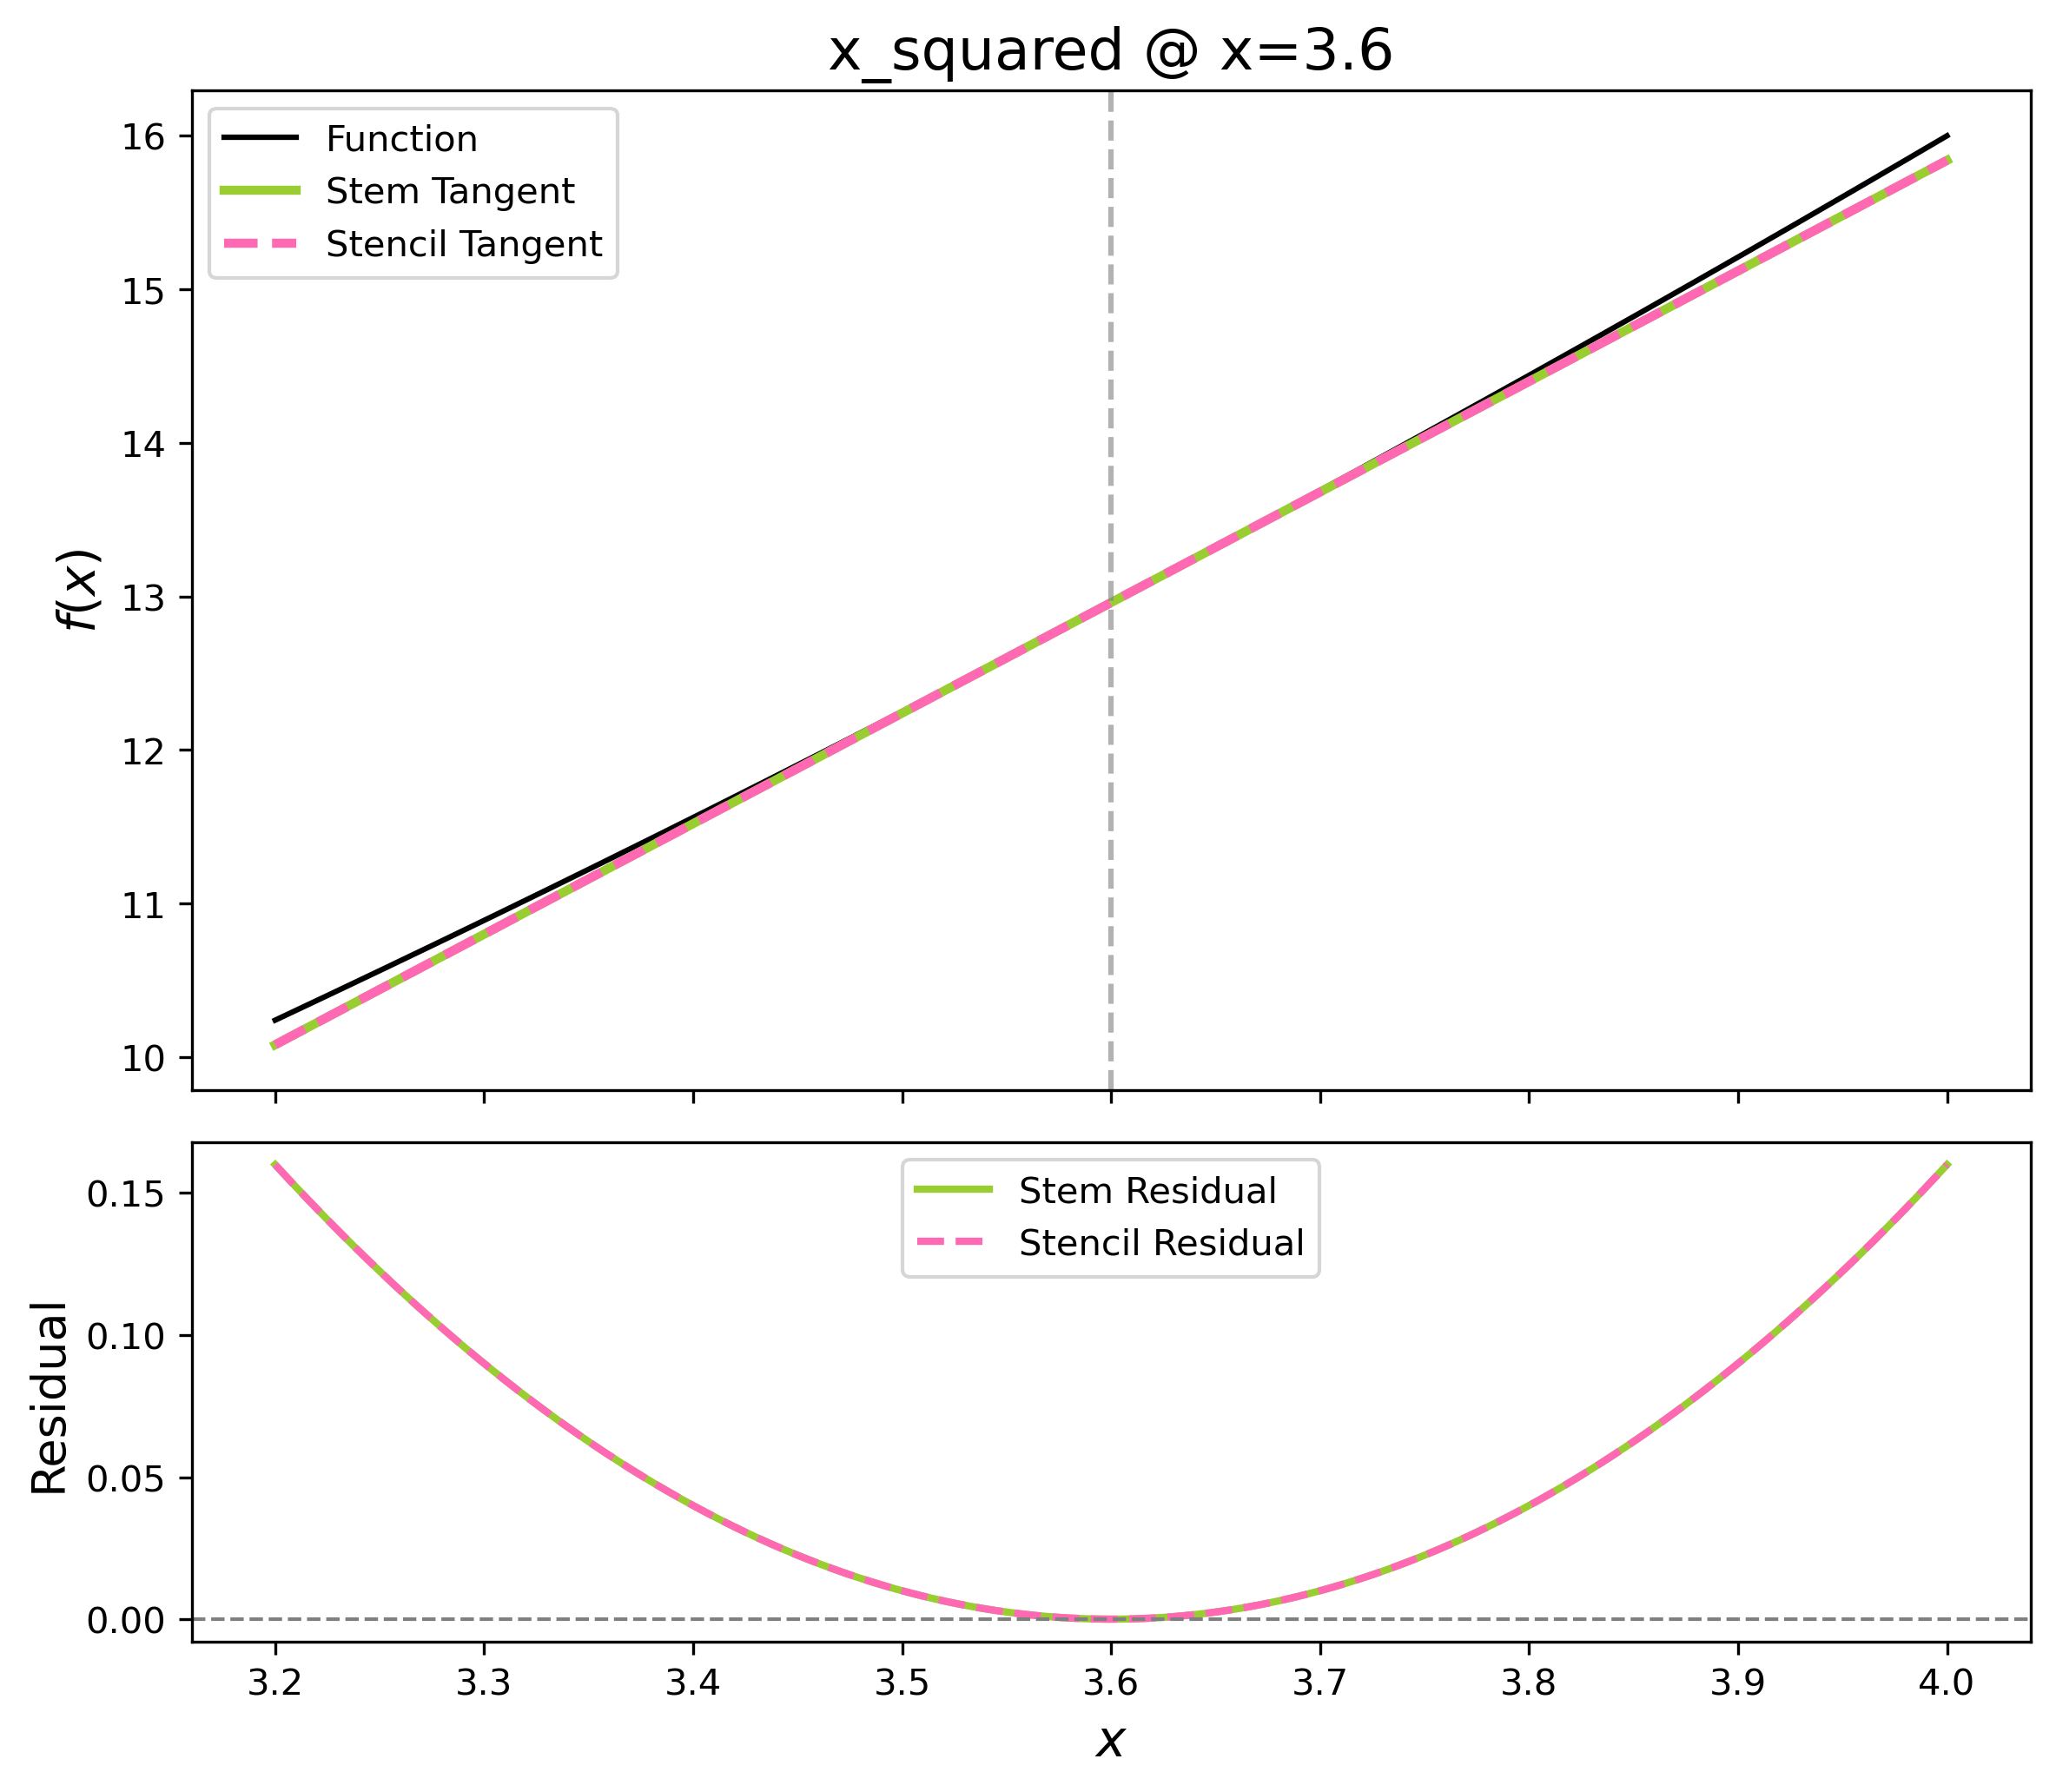 x_squared @ x=3.6
Function
Stem Tangent
Stencil Tangent
16
15
14
13
12
11
10
f(x)
Stem Residual
Stencil Residual
0.15
0.10
0.05
0.00
Residual
3.2 3.3 3.4 3.5 3.6 3.7 3.8 3.9 4.0
x